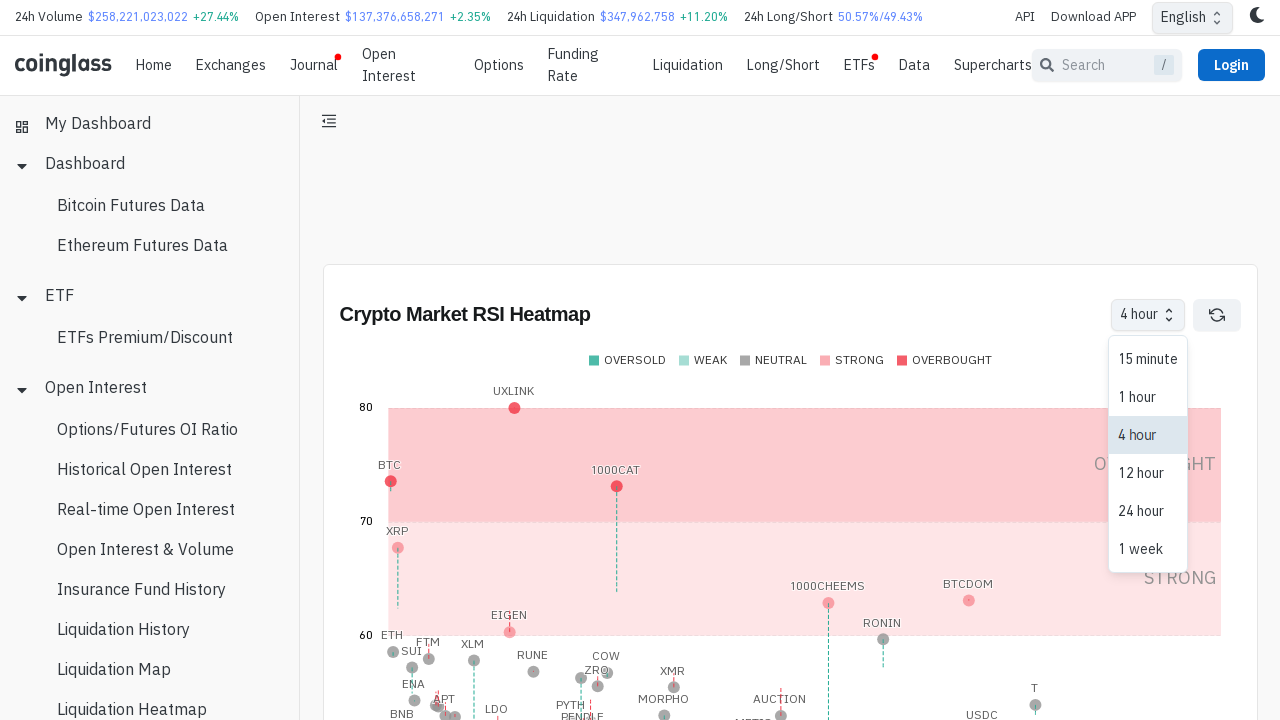 24h Volume $258,221,023,022 +27.44% Open Interest $137,376,658,271 +2.35% 24h Liquidation $347,962,758 +11.20% 24h Long/Short 50.57%/49.43% API Download APP English
coinglass Home Exchanges Journal Open Interest Options Funding Rate Liquidation Long/Short ETFs Data Supercharts Search / Login
My Dashboard
Dashboard
Bitcoin Futures Data
Ethereum Futures Data
ETF
ETFs Premium/Discount
Open Interest
Options/Futures OI Ratio
Historical Open Interest
Real-time Open Interest
Open Interest & Volume
Insurance Fund History
Liquidation History
Liquidation Map
Liquidation Heatmap
Crypto Market RSI Heatmap 4 hour
15 minute
1 hour
4 hour
12 hour
24 hour
1 week
OVERSOLD WEAK NEUTRAL STRONG OVERBOUGHT
UXLINK
80
BTC 1000CAT
70
XRP
STRONG
1000CHEEMS BTCDOM
EIGEN RONIN
60
ETH FTM XLM
SUI RUNE COW
ZRO XMR
ENA T
APT MORPHO AUCTION
BNB LDO PYTH USDC